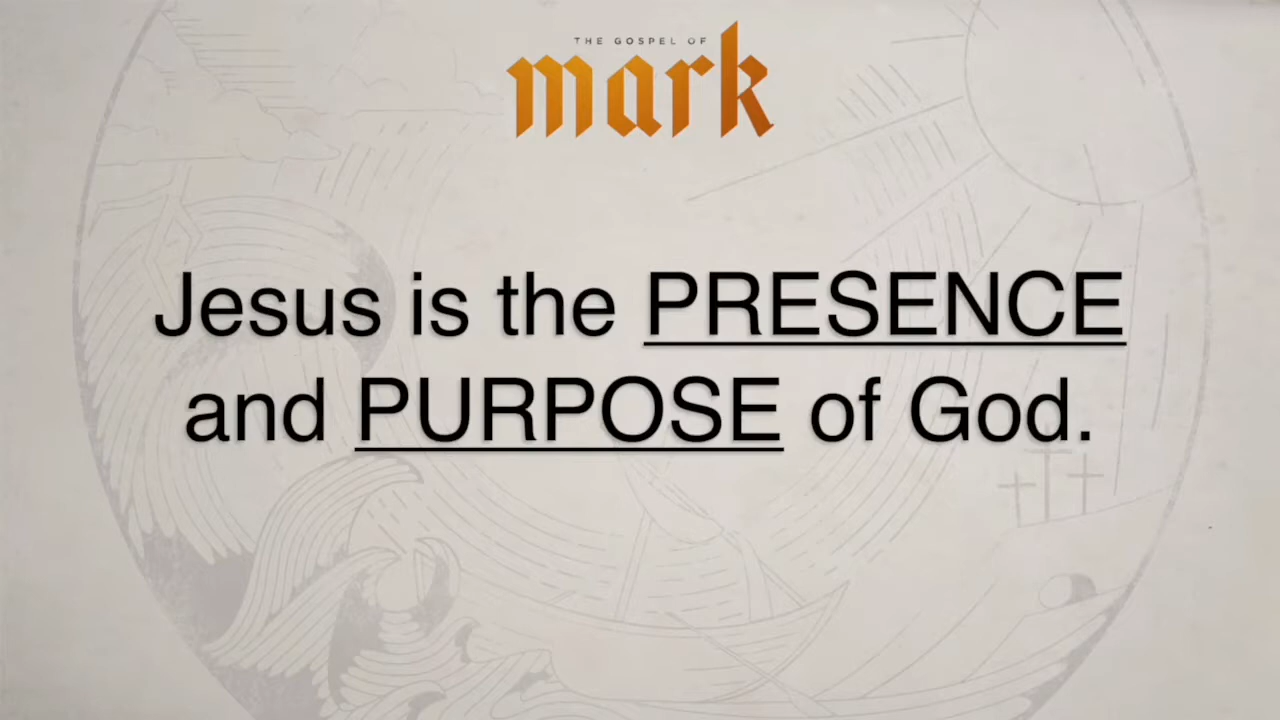 THE GOSPEL OF
mark
Jesus is the PRESENCE
and PURPOSE of God.